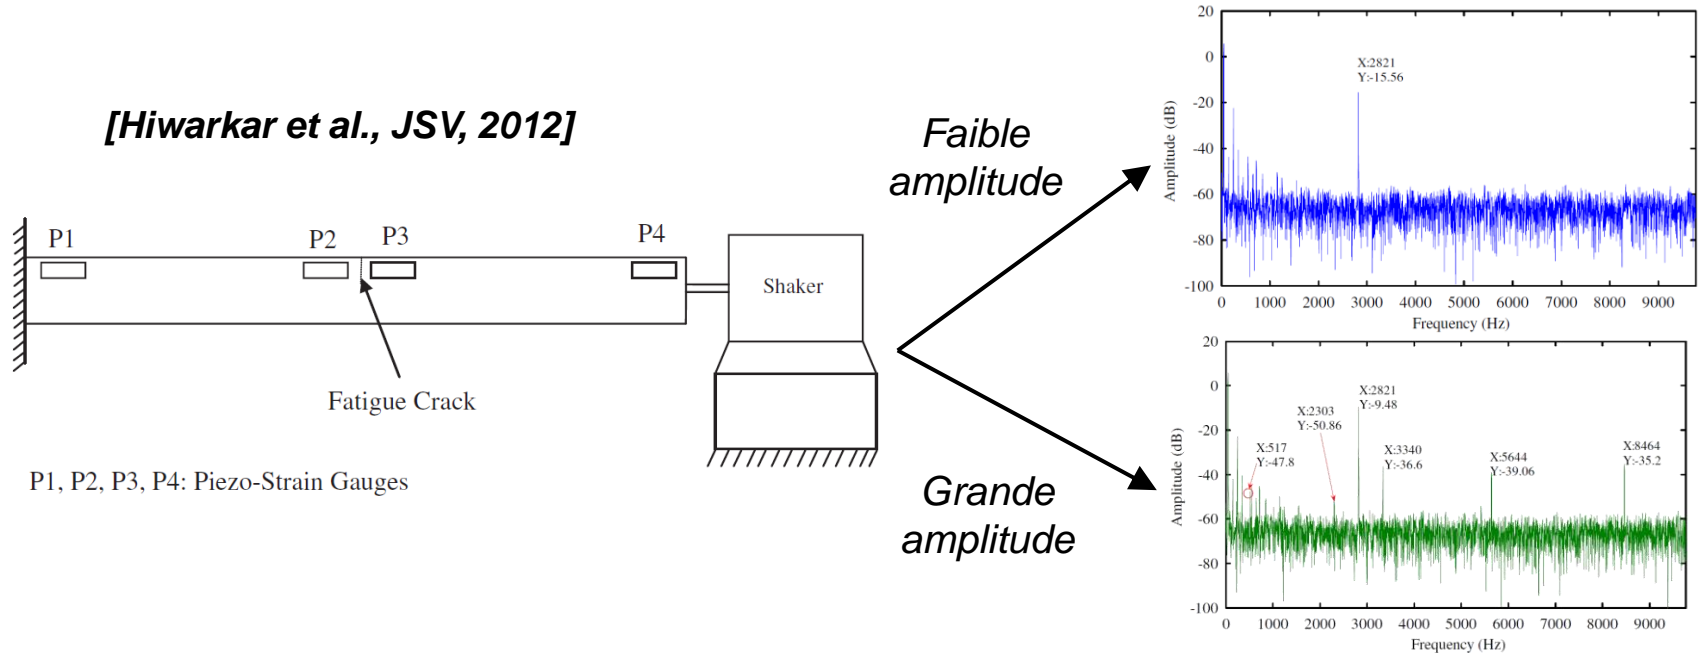 [Hiwarkar et al., JSV, 2012]
P1
P2
P3
P4
Shaker
Fatigue Crack
P1, P2, P3, P4: Piezo-Strain Gauges
Faible
amplitude
Grande
amplitude
20
0
-20
-40
-60
-80
-100
Amplitude (dB)
X:2821
Y:-15.56
0 1000 2000 3000 4000 5000 6000 7000 8000 9000
Frequency (Hz)
20
0
-20
-40
-60
-80
-100
Amplitude (dB)
X:517
Y:-47.8
X:2303
Y:-50.86
X:2821
Y:-9.48
X:3340
Y:-36.6
X:5644
Y:-39.06
X:8464
Y:-35.2
0 1000 2000 3000 4000 5000 6000 7000 8000 9000
Frequency (Hz)